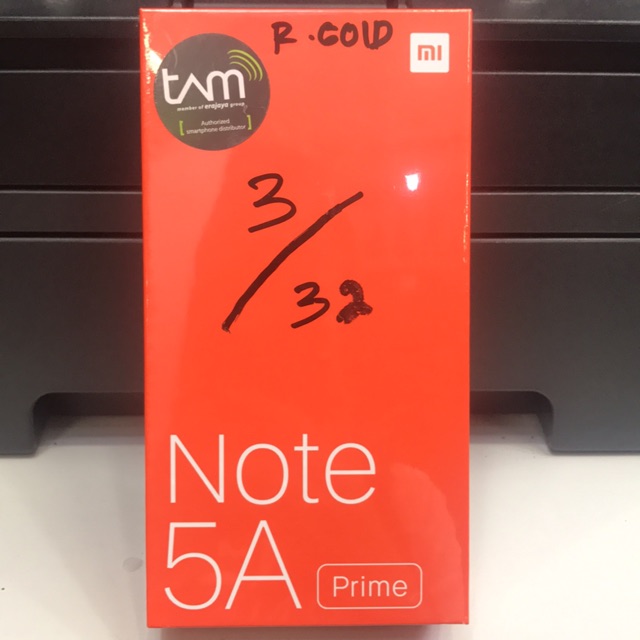 R.GOLD
mi
tam
member of erajaya group
Authorized
[ smartphone distributor ]
3/32
Note
5A Prime